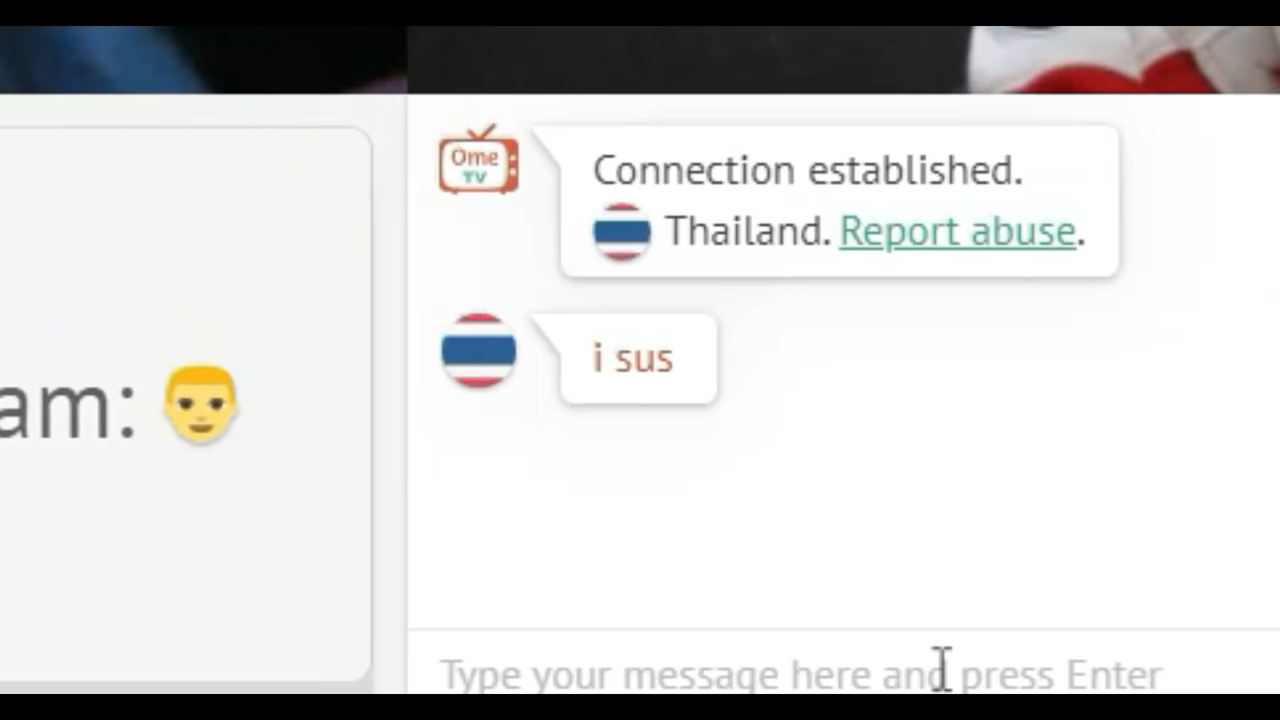 Ome
TV
Connection established.
Thailand. Report abuse.
i sus
am:
Type your message here and press Enter